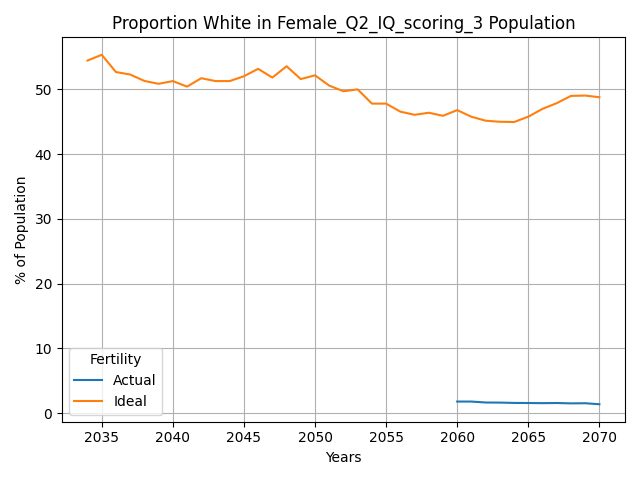 Proportion White in Female_Q2_IQ_scoring_3 Population
% of Population
50
40
30
20
10
0
Fertility
Actual
Ideal
2035 2040 2045 2050 2055 2060 2065 2070
Years